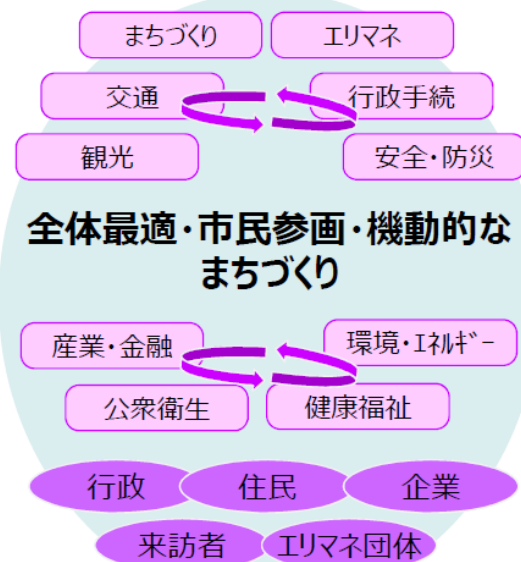 まちづくり
エリマネ
交通
行政手続
観光
安全・防災
全体最適・市民参画・機動的な
まちづくり
産業・金融
環境・ｴﾈﾙｷﾞｰ
公衆衛生
健康福祉
行政
住民
企業
来訪者
エリマネ団体